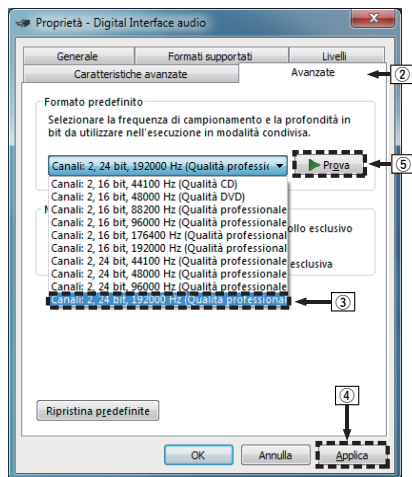 Proprietà - Digital Interface audio
Generale Formati supportati Livelli
Caratteristiche avanzate Avanzate
②
Formato predefinito
Selezionare la frequenza di campionamento e la profondità in
bit da utilizzare nell'esecuzione in modalità condivisa.
Canali: 2, 24 bit, 192000 Hz (Qualità professic
Prova
⑤
Canali: 2, 16 bit, 44100 Hz (Qualità CD)
Canali: 2, 16 bit, 48000 Hz (Qualità DVD)
Canali: 2, 16 bit, 88200 Hz (Qualità professionale
Canali: 2, 16 bit, 96000 Hz (Qualità professionale
Canali: 2, 16 bit, 176400 Hz (Qualità professional
ollo esclusivo
Canali: 2, 16 bit, 192000 Hz (Qualità professional
Canali: 2, 24 bit, 44100 Hz (Qualità professionale
esclusiva
Canali: 2, 24 bit, 48000 Hz (Qualità professionale
Canali: 2, 24 bit, 96000 Hz (Qualità professionale
Canali: 2, 24 bit, 192000 Hz (Qualità professional
③
④
Ripristina predefinite
OK Annulla Applica